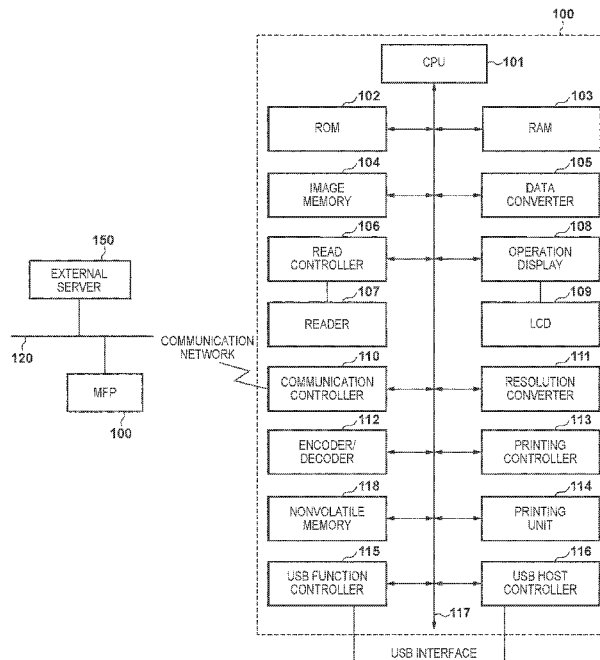 100
CPU
101
102
ROM
103
RAM
104
IMAGE
MEMORY
105
DATA
CONVERTER
106
READ
CONTROLLER
108
OPERATION
DISPLAY
107
READER
109
LCD
150
EXTERNAL
SERVER
120
MFP
100
COMMUNICATION
NETWORK
110
COMMUNICATION
CONTROLLER
111
RESOLUTION
CONVERTER
112
ENCODER/
DECODER
113
PRINTING
CONTROLLER
118
NONVOLATILE
MEMORY
114
PRINTING
UNIT
115
USB FUNCTION
CONTROLLER
116
USB HOST
CONTROLLER
117
USB INTERFACE